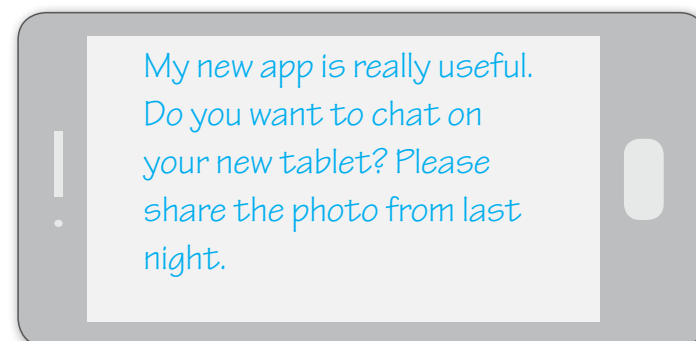 My new app is really useful.
Do you want to chat on
your new tablet? Please
share the photo from last
night.